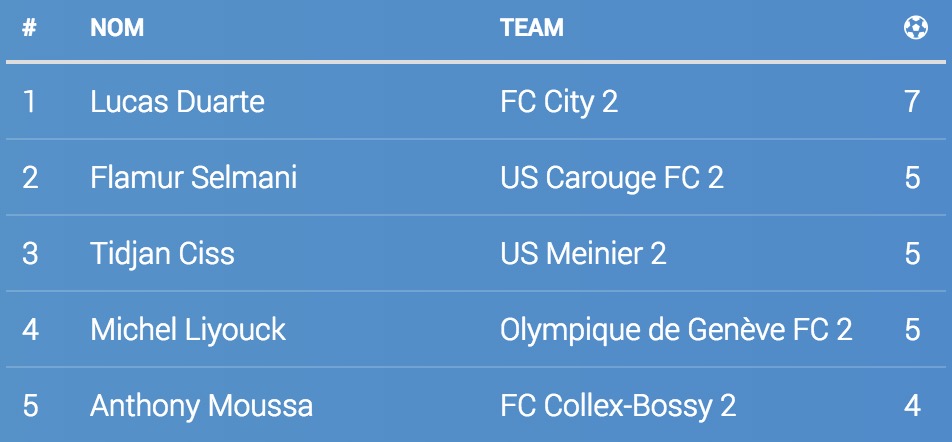 # NOM TEAM
1 Lucas Duarte FC City 2 7
2 Flamur Selmani US Carouge FC 2 5
3 Tidjan Ciss US Meinier 2 5
4 Michel Liyouck Olympique de Genève FC 2 5
5 Anthony Moussa FC Collex-Bossy 2 4